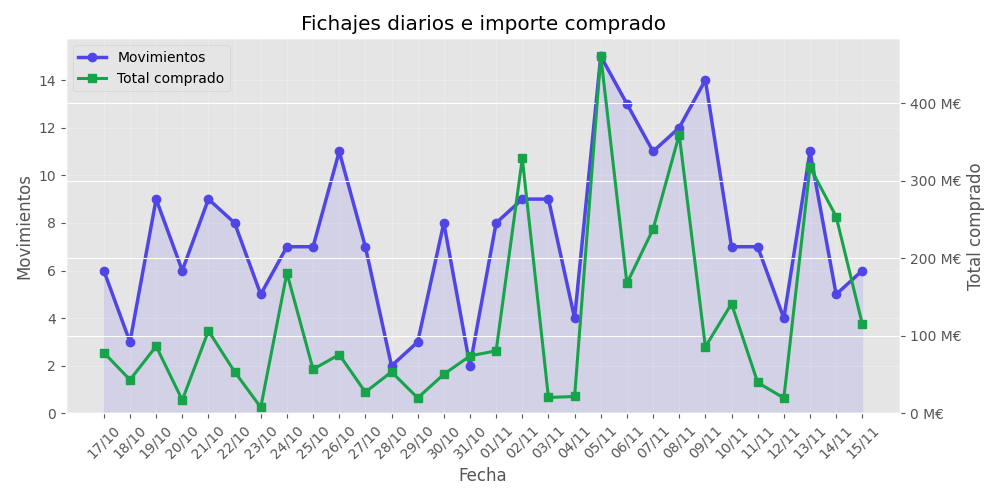 Fichajes diarios e importe comprado
Movimientos
Total comprado
14
12
10
8
6
4
2
0
Movimientos
400 M€
300 M€
200 M€
100 M€
0 M€
Total comprado
17/10 18/10 19/10 20/10 21/10 22/10 23/10 24/10 25/10 26/10 27/10 28/10 29/10 30/10 31/10 01/11 02/11 03/11 04/11 05/11 06/11 07/11 08/11 09/11 10/11 11/11 12/11 13/11 14/11 15/11
Fecha